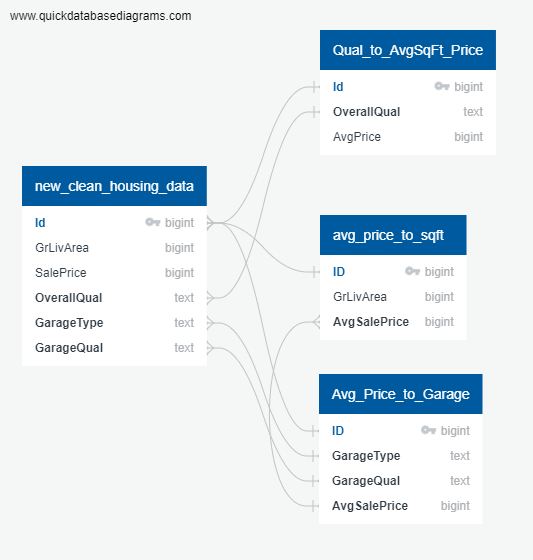 www.quickdatabasediagrams.com
Qual_to_AvgSqFt_Price
Id bigint
OverallQual text
AvgPrice bigint
new_clean_housing_data
Id bigint
GrLivArea bigint
SalePrice bigint
OverallQual text
GarageType text
GarageQual text
avg_price_to_sqft
ID bigint
GrLivArea bigint
AvgSalePrice bigint
Avg_Price_to_Garage
ID bigint
GarageType text
GarageQual text
AvgSalePrice bigint